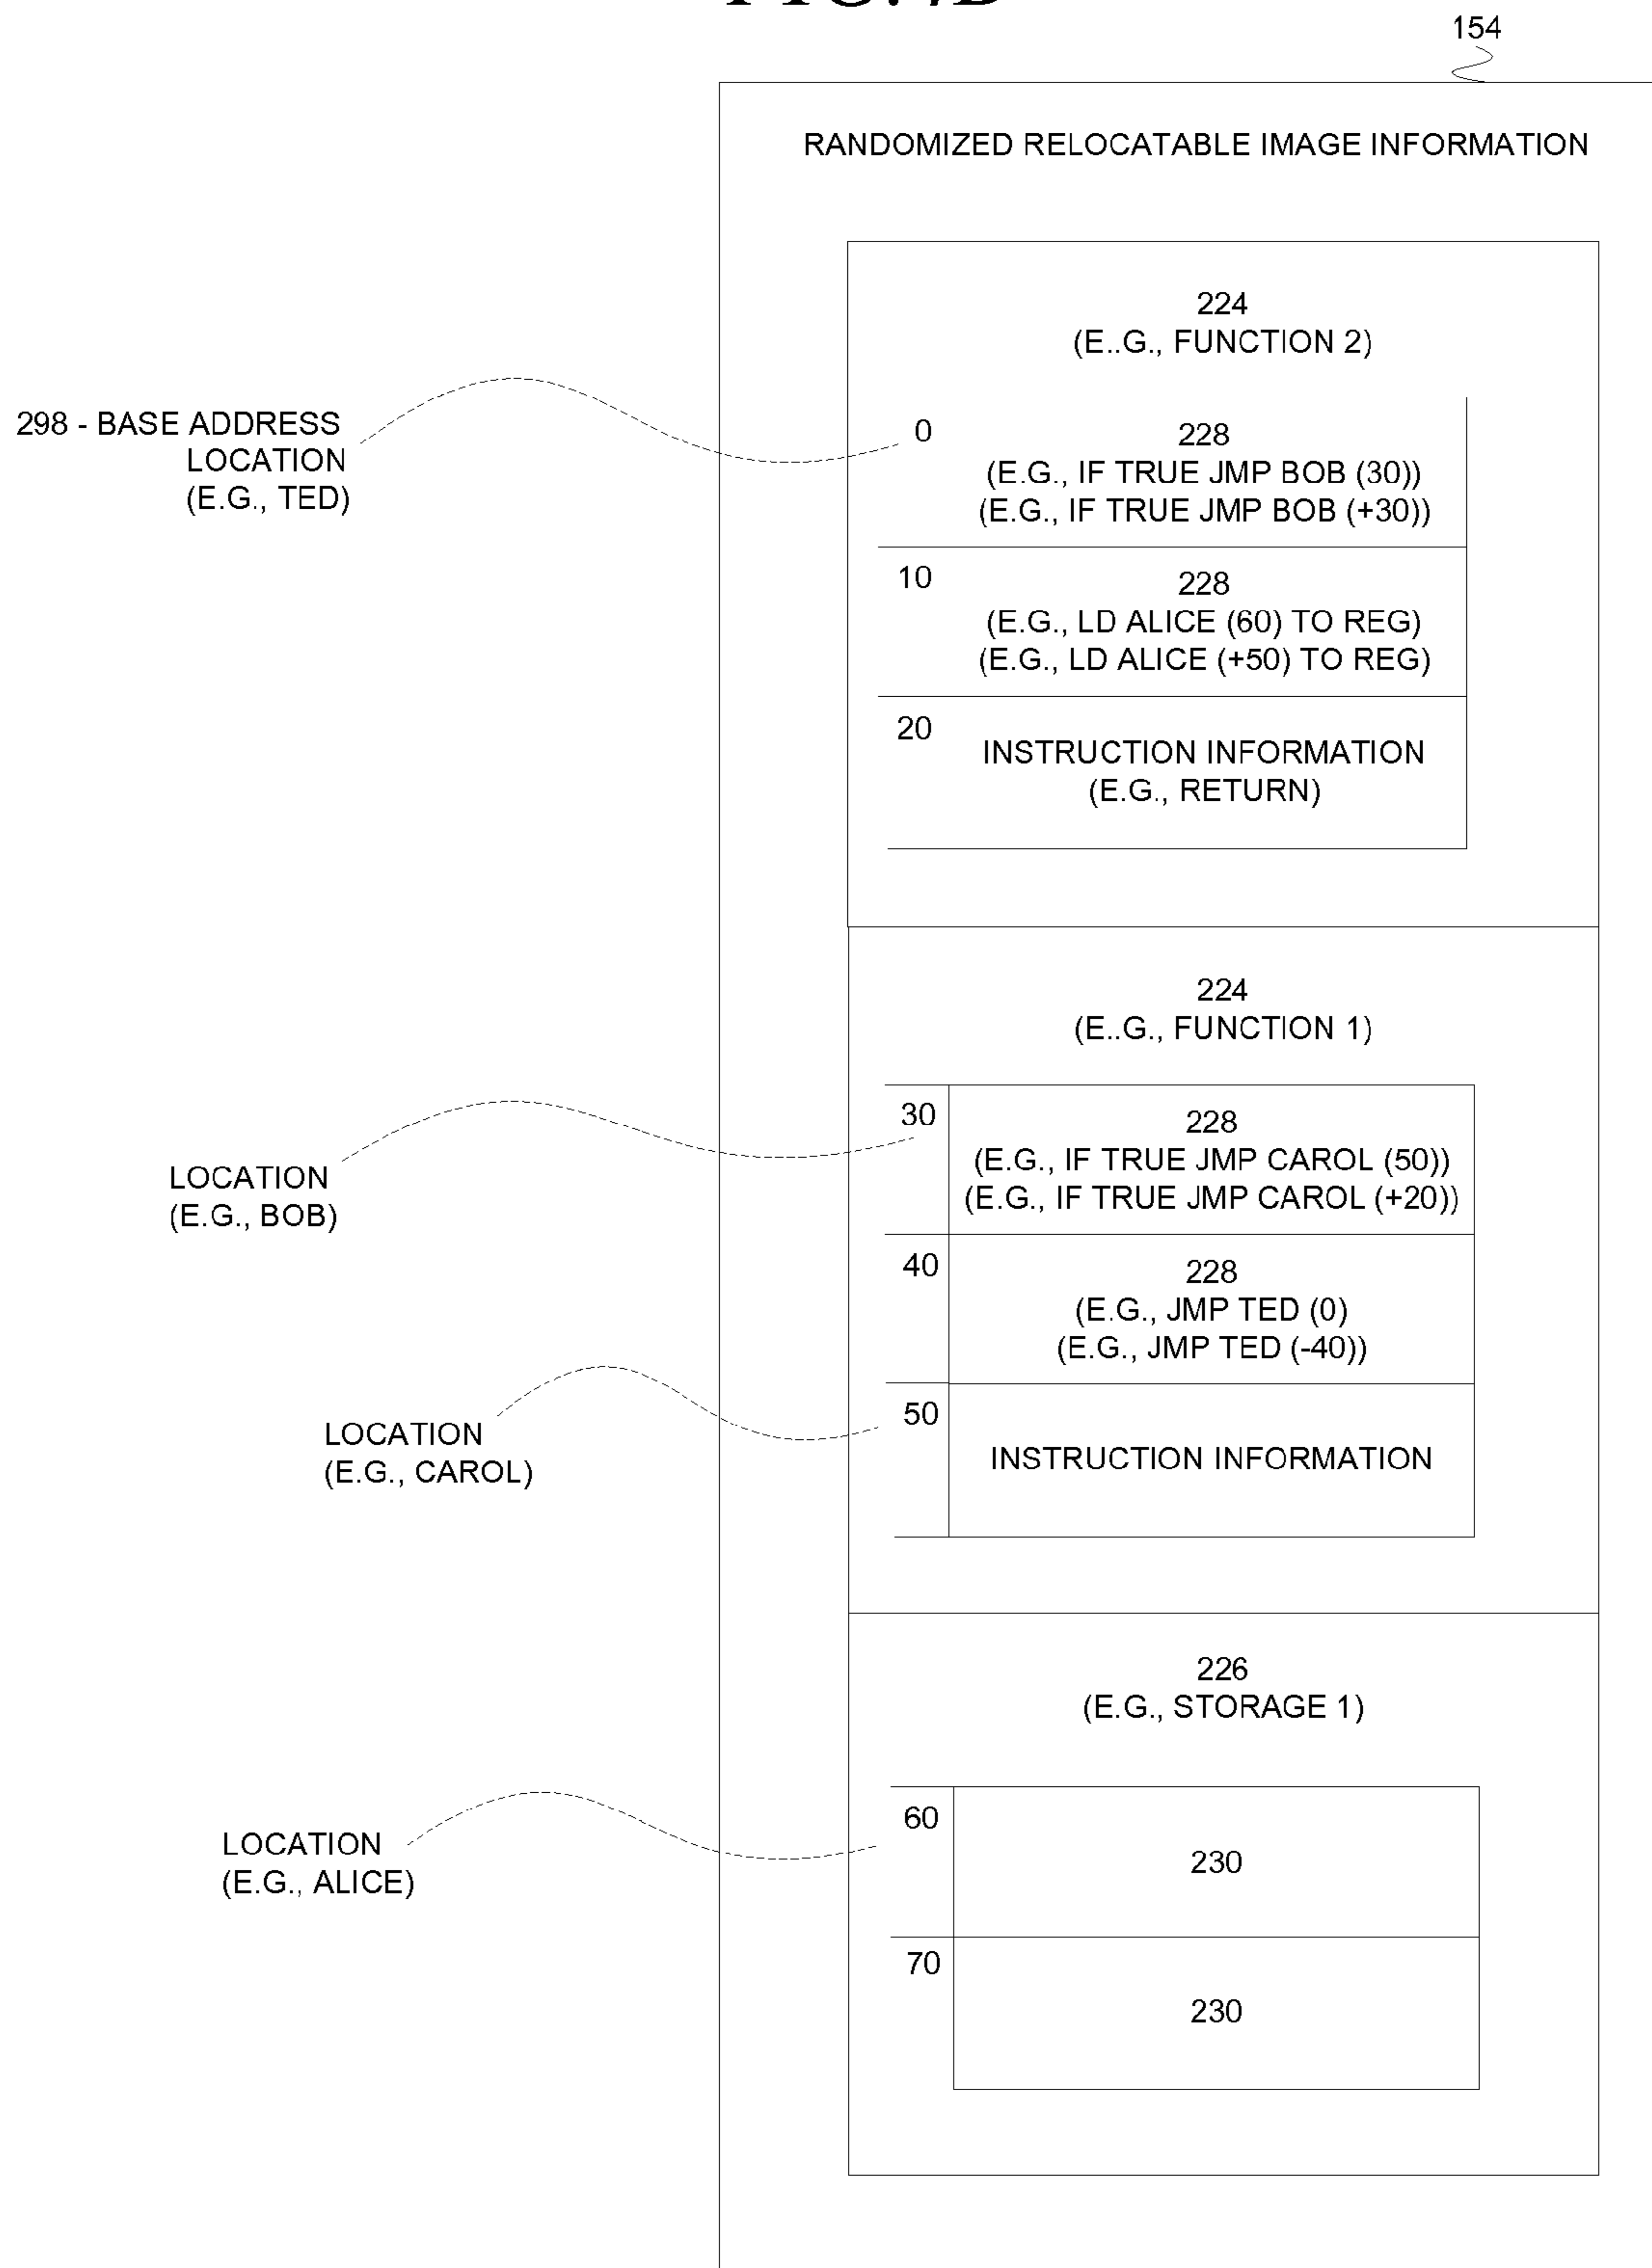 154
RANDOMIZED RELOCATABLE IMAGE INFORMATION
224
(E..G., FUNCTION 2)
298 - BASE ADDRESS
LOCATION
(E.G., TED)
0
228
(E.G., IF TRUE JMP BOB (30))
(E.G., IF TRUE JMP BOB (+30))
10
228
(E.G., LD ALICE (60) TO REG)
(E.G., LD ALICE (+50) TO REG)
20
INSTRUCTION INFORMATION
(E.G., RETURN)
224
(E..G., FUNCTION 1)
LOCATION
(E.G., BOB)
30
228
(E.G., IF TRUE JMP CAROL (50))
(E.G., IF TRUE JMP CAROL (+20))
40
228
(E.G., JMP TED (0)
(E.G., JMP TED (-40))
LOCATION
(E.G., CAROL)
50
INSTRUCTION INFORMATION
226
(E.G., STORAGE 1)
LOCATION
(E.G., ALICE)
60
230
70
230